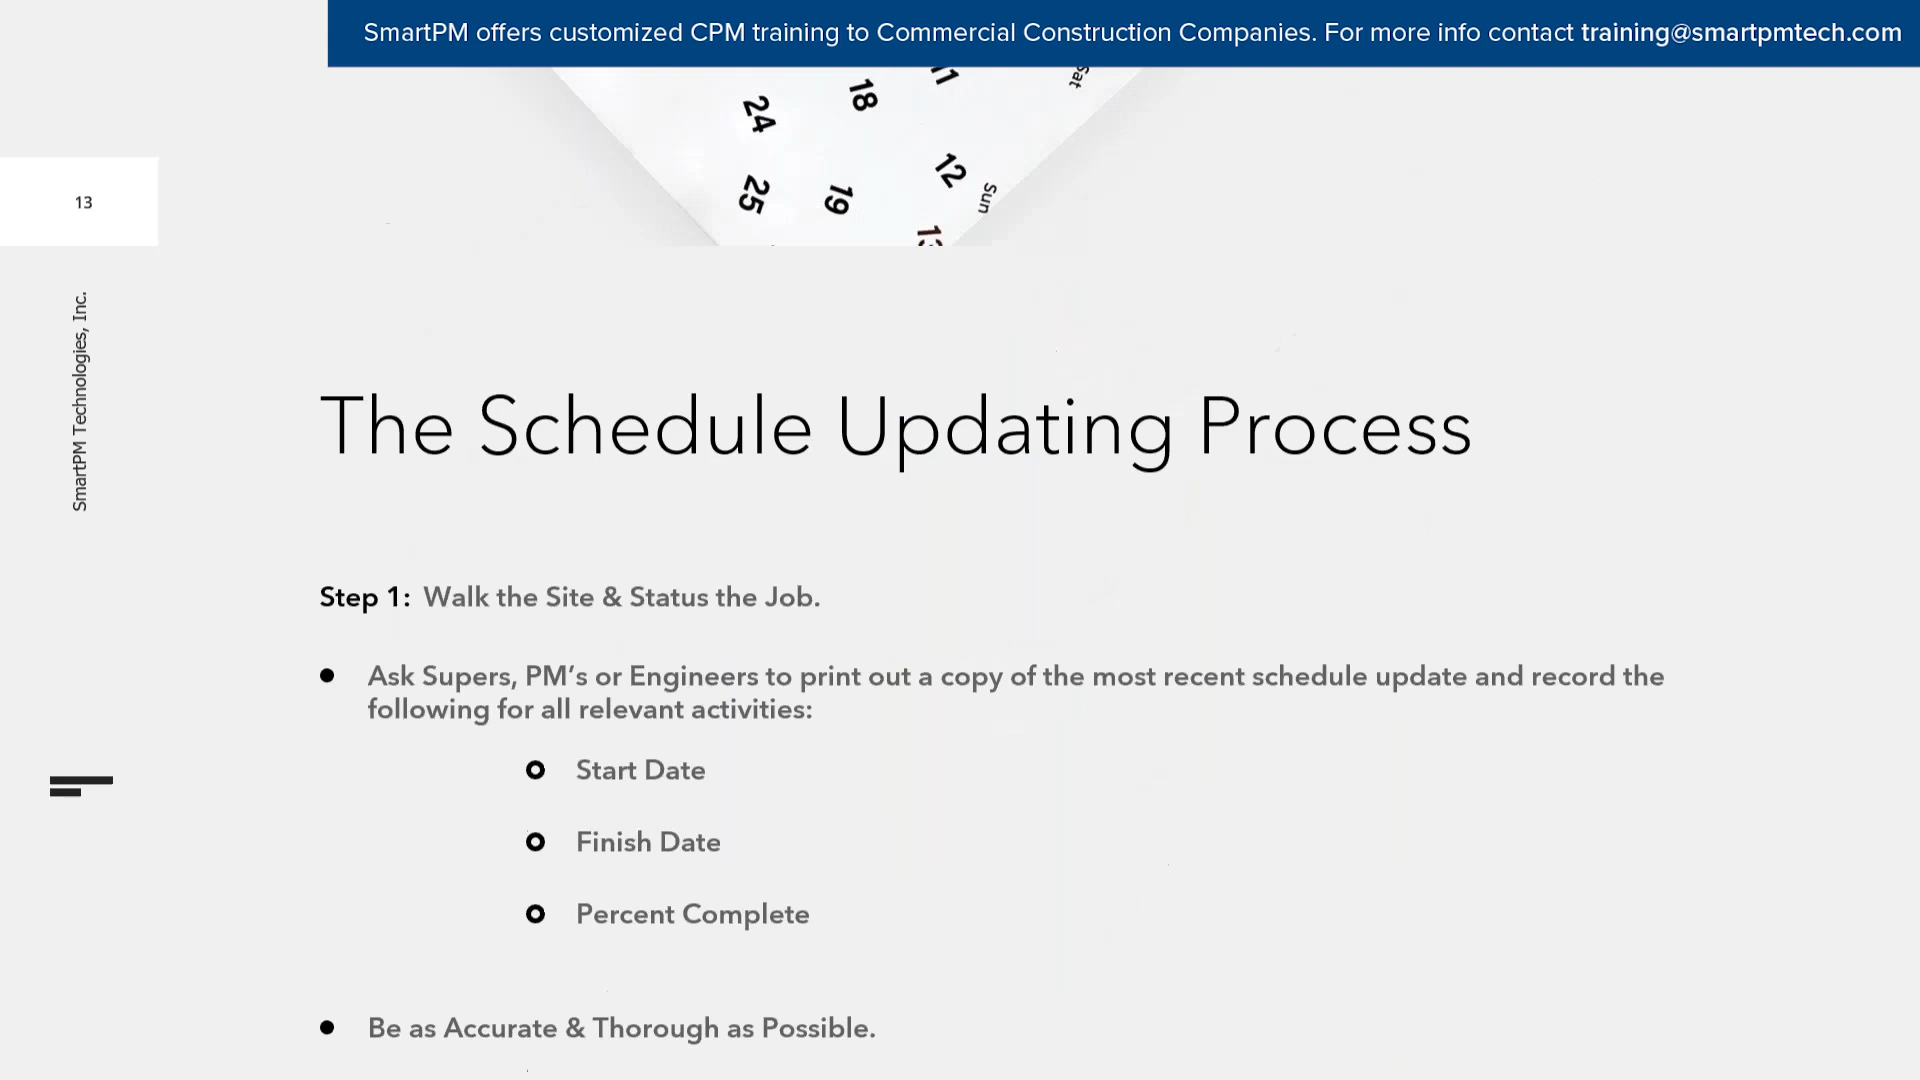 SmartPM offers customized CPM training to Commercial Construction Companies. For more info contact training@smartpmtech.com
11
Sat
18
24
12
Sun
19
25
13
13
SmartPM Technologies, Inc.
The Schedule Updating Process
Step 1: Walk the Site & Status the Job.
● Ask Supers, PM’s or Engineers to print out a copy of the most recent schedule update and record the
following for all relevant activities:
Start Date
Finish Date
Percent Complete
● Be as Accurate & Thorough as Possible.